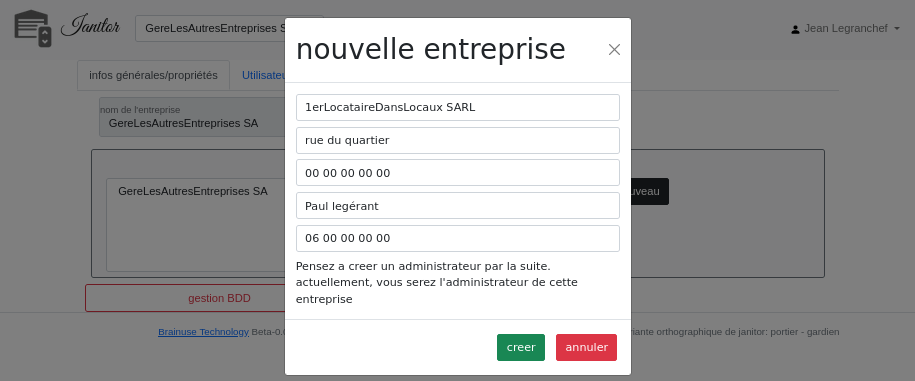 Janitor
GereLesAutresEntreprises S
Jean Legranchef
nouvelle entreprise
infos générales/propriétés
Utilisateu
nom de l'entreprise
GereLesAutresEntreprises SA
GereLesAutresEntreprises SA
uveau
1erLocataireDansLocaux SARL
rue du quartier
00 00 00 00 00
Paul legérant
06 00 00 00 00
Pensez a creer un administrateur par la suite.
actuellement, vous serez l'administrateur de cette
entreprise
gestion BDD
creer
annuler
Brainuse Technology Beta-0.
iante orthographique de janitor: portier - gardien